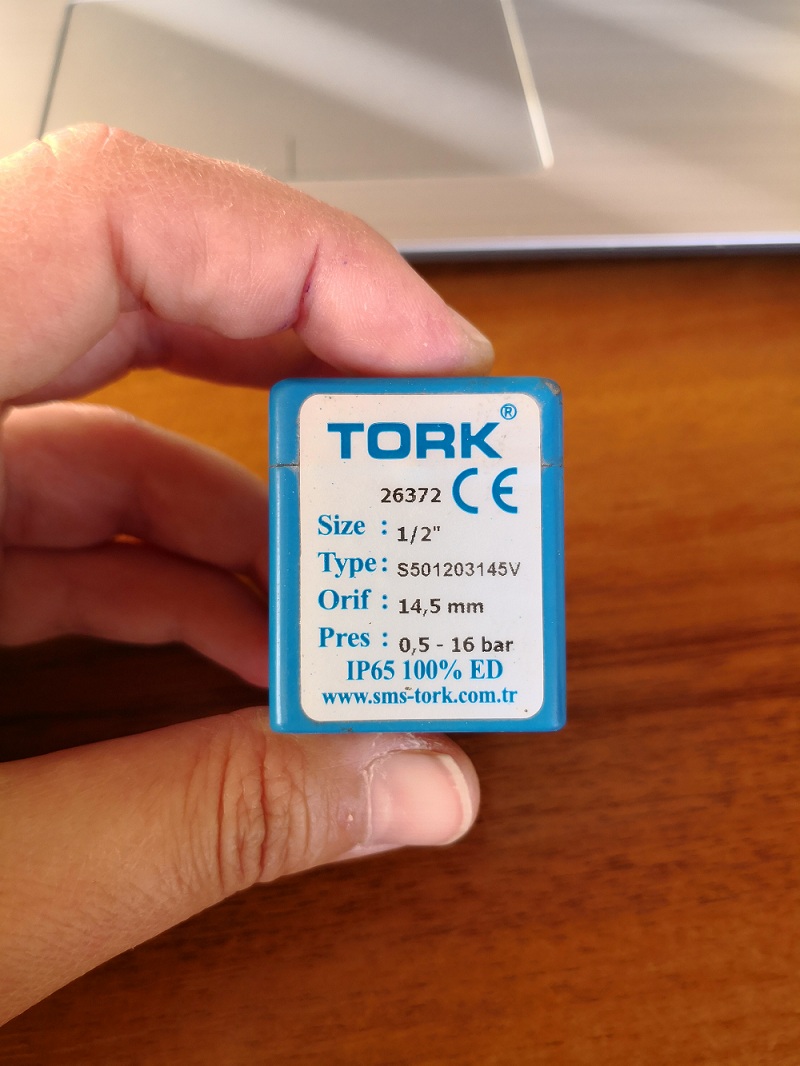 TORK®
26372 CE
Size : 1/2"
Type : S501203145V
Orif : 14,5 mm
Pres : 0,5 - 16 bar
IP65 100% ED
www.sms-tork.com.tr